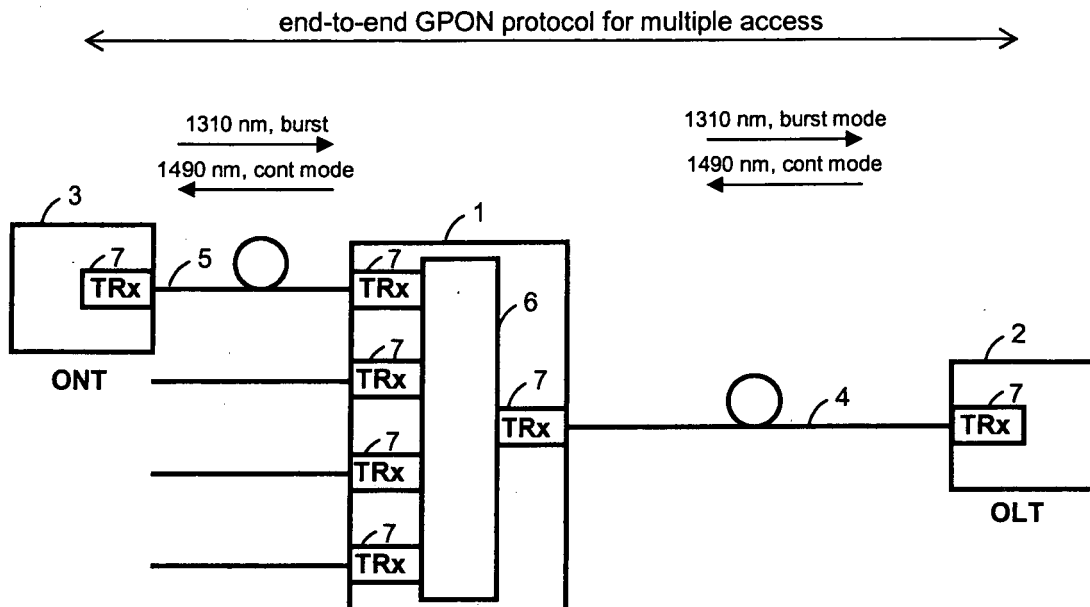 end-to-end GPON protocol for multiple access
1310 nm, burst
1490 nm, cont mode
1310 nm, burst mode
1490 nm, cont mode
3
7
TRx
5
ONT
1
7
TRx
7
TRx
7
TRx
7
TRx
6
7
TRx
4
2
7
TRx
OLT